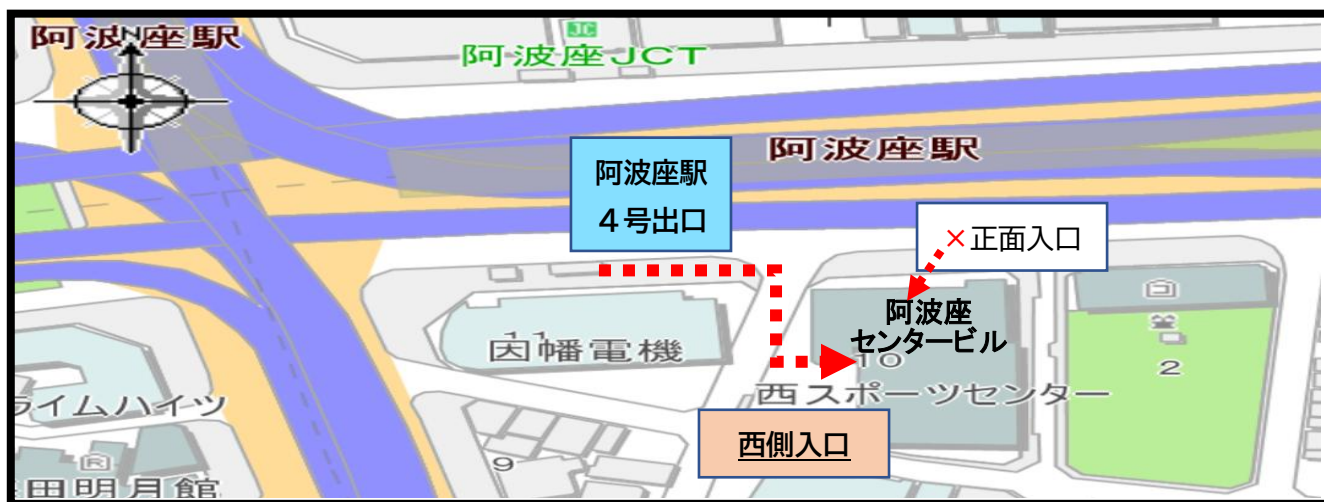 阿波座駅
N
JC
阿波座JCT
阿波座駅
阿波座駅
4号出口
×正面入口
阿波座
センタービル
11
因幡電機
10
西スポーツセンター
2
ライムハイツ
西側入口
9
R
田明月館